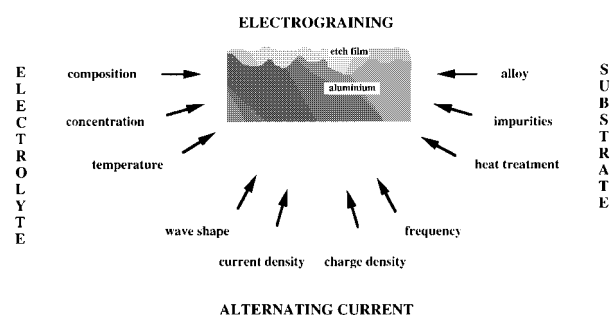 ELECTROGRAINING
etch film
aluminium
ELECTROLYTE
composition
concentration
temperature
SUBSTRATE
alloy
impurities
heat treatment
wave shape
current density
charge density
frequency
ALTERNATING CURRENT